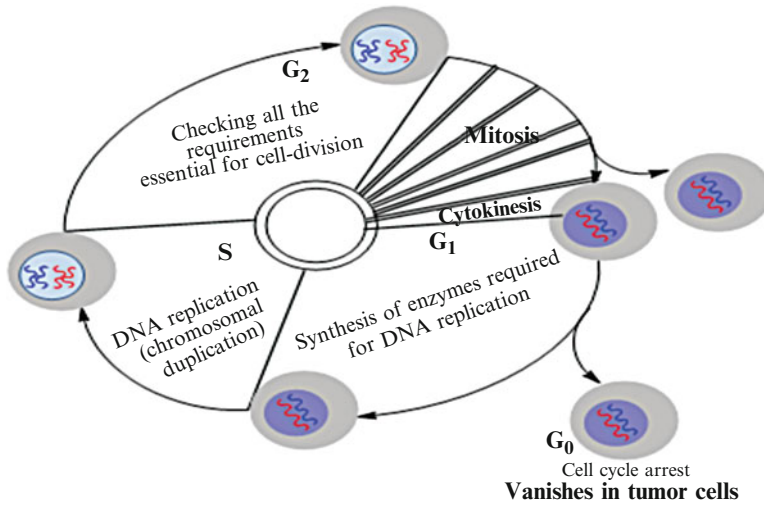 G2
Checking all the
requirements
essential for cell-division
Mitosis
Cytokinesis
G1
S
DNA replication
(chromosomal
duplication)
Synthesis of enzymes required
for DNA replication
G0
Cell cycle arrest
Vanishes in tumor cells